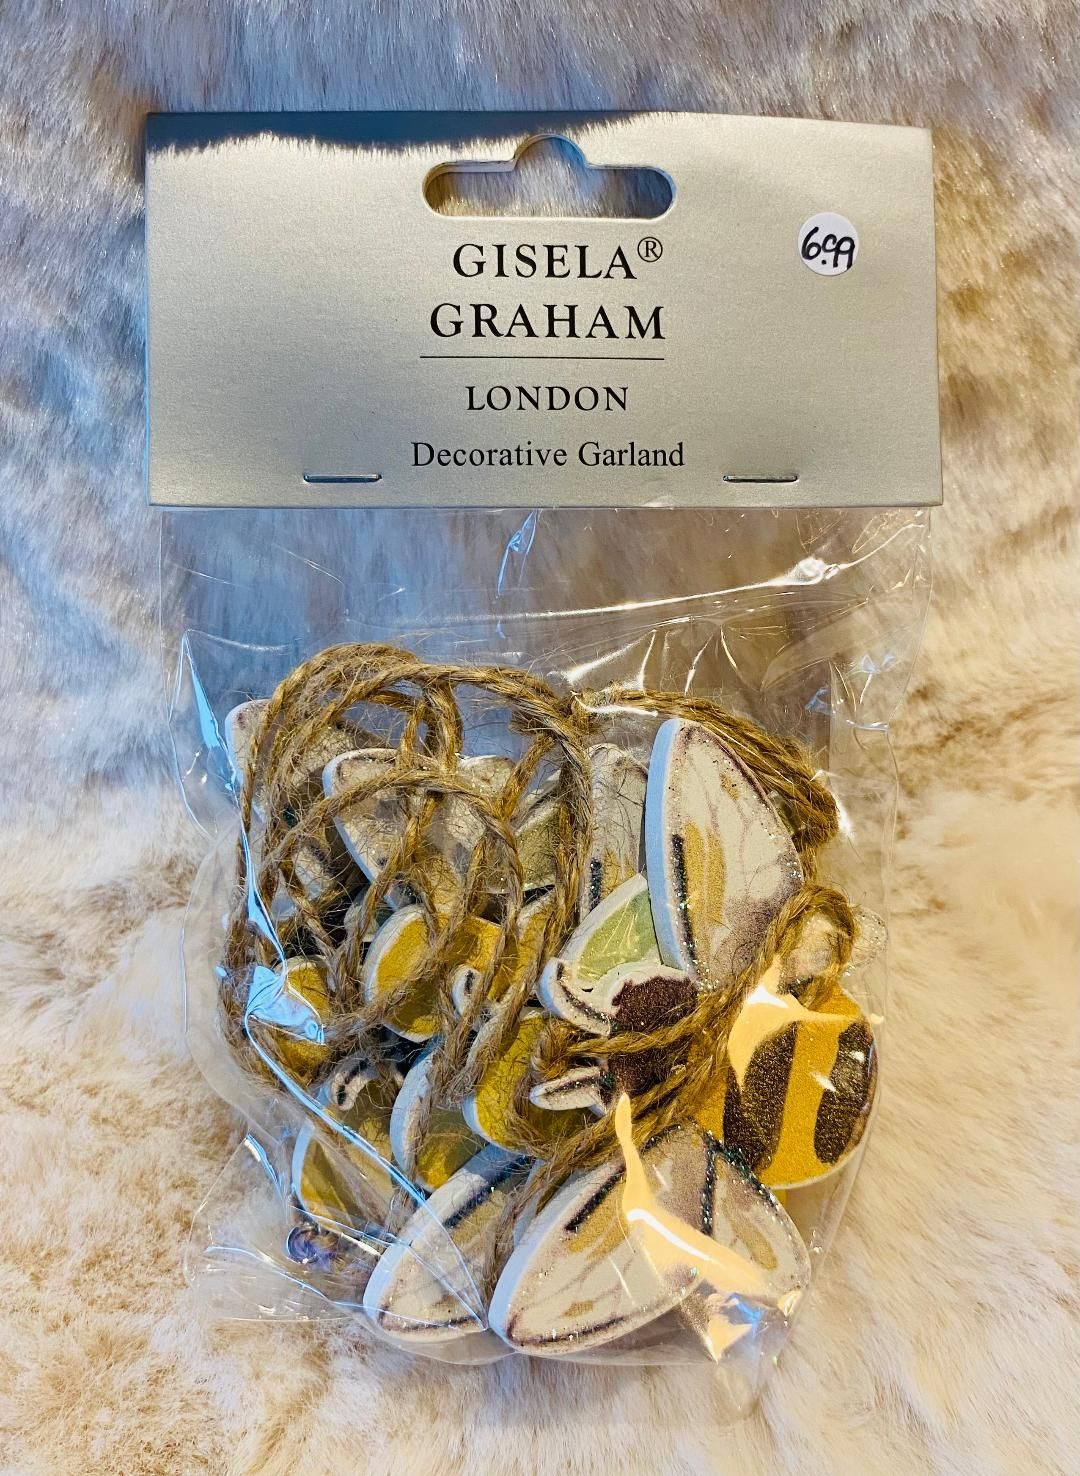 GISELA®
GRAHAM
LONDON
Decorative Garland
6.99